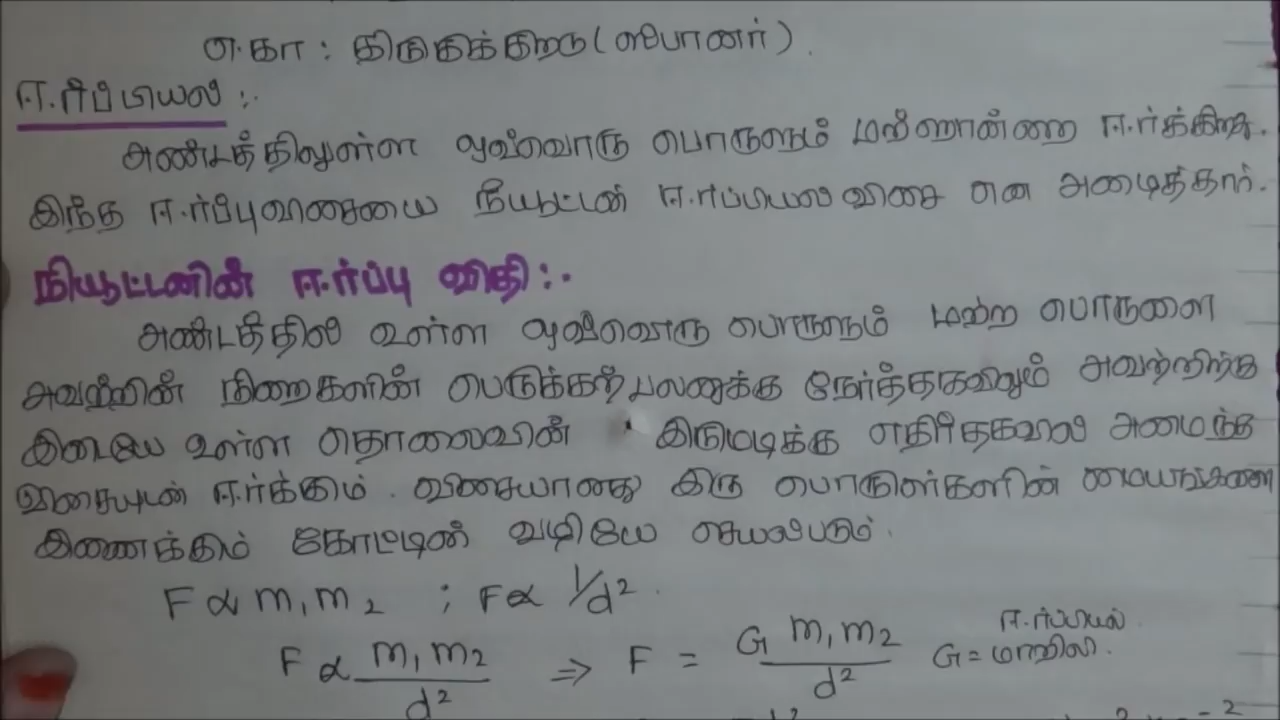 எ.கா : திருகுக்குறடு (ஸ்பானர்).
ஈர்ப்பியல் :-
அண்டத்திலுள்ள ஒவ்வொரு பொருளும் மற்றொன்றை ஈர்க்கிறது.
இந்த ஈர்ப்பு விசையை நியூட்டன் ஈர்ப்பியல் விசை என அழைத்தார்.
நியூட்டனின் ஈர்ப்பு விதி :-
அண்டத்தில் உள்ள ஒவ்வொரு பொருளும் மற்ற பொருளை
அவற்றின் நிறைகளின் பெருக்கற்பலனுக்கு நேர்த்தகவிலும் அவற்றிற்கு
இடையே உள்ள தொலைவின் இருமடிக்கு எதிர்தகவில் அமைந்த
விசையுடன் ஈர்க்கும். விசையானது இரு பொருள்களின் மையங்களை
இணைக்கும் கோட்டின் வழியே செயல்படும்.
F ∝ m₁m₂ ; F ∝ 1/d².
F ∝ m₁m₂/d² ⇒ F = G m₁m₂/d² G = ஈர்ப்பியல் மாறிலி.